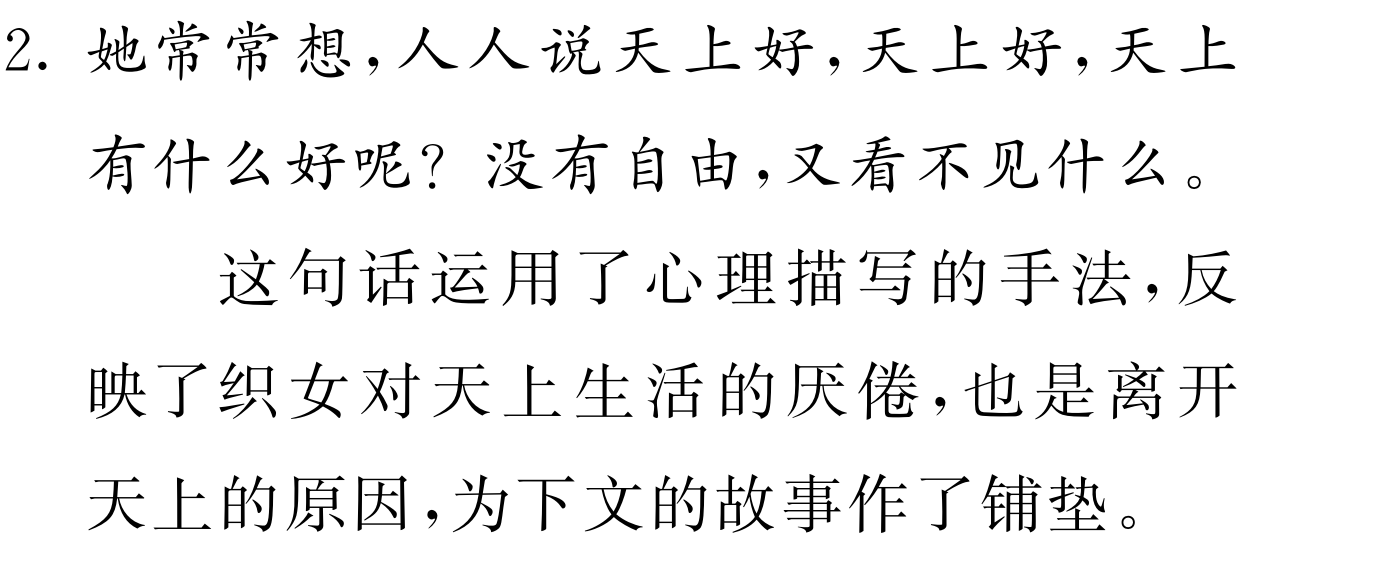 2. 她常常想,人人说天上好,天上好,天上
有什么好呢? 没有自由,又看不见什么。
这句话运用了心理描写的手法,反
映了织女对天上生活的厌倦,也是离开
天上的原因,为下文的故事作了铺垫。